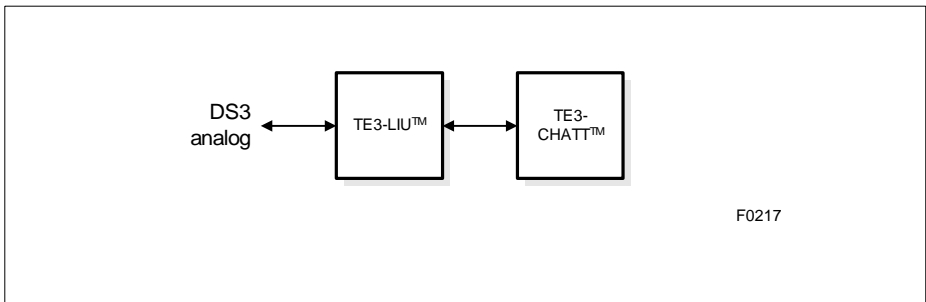 DS3
analog
TE3-LIU™
TE3-
CHATT™
F0217